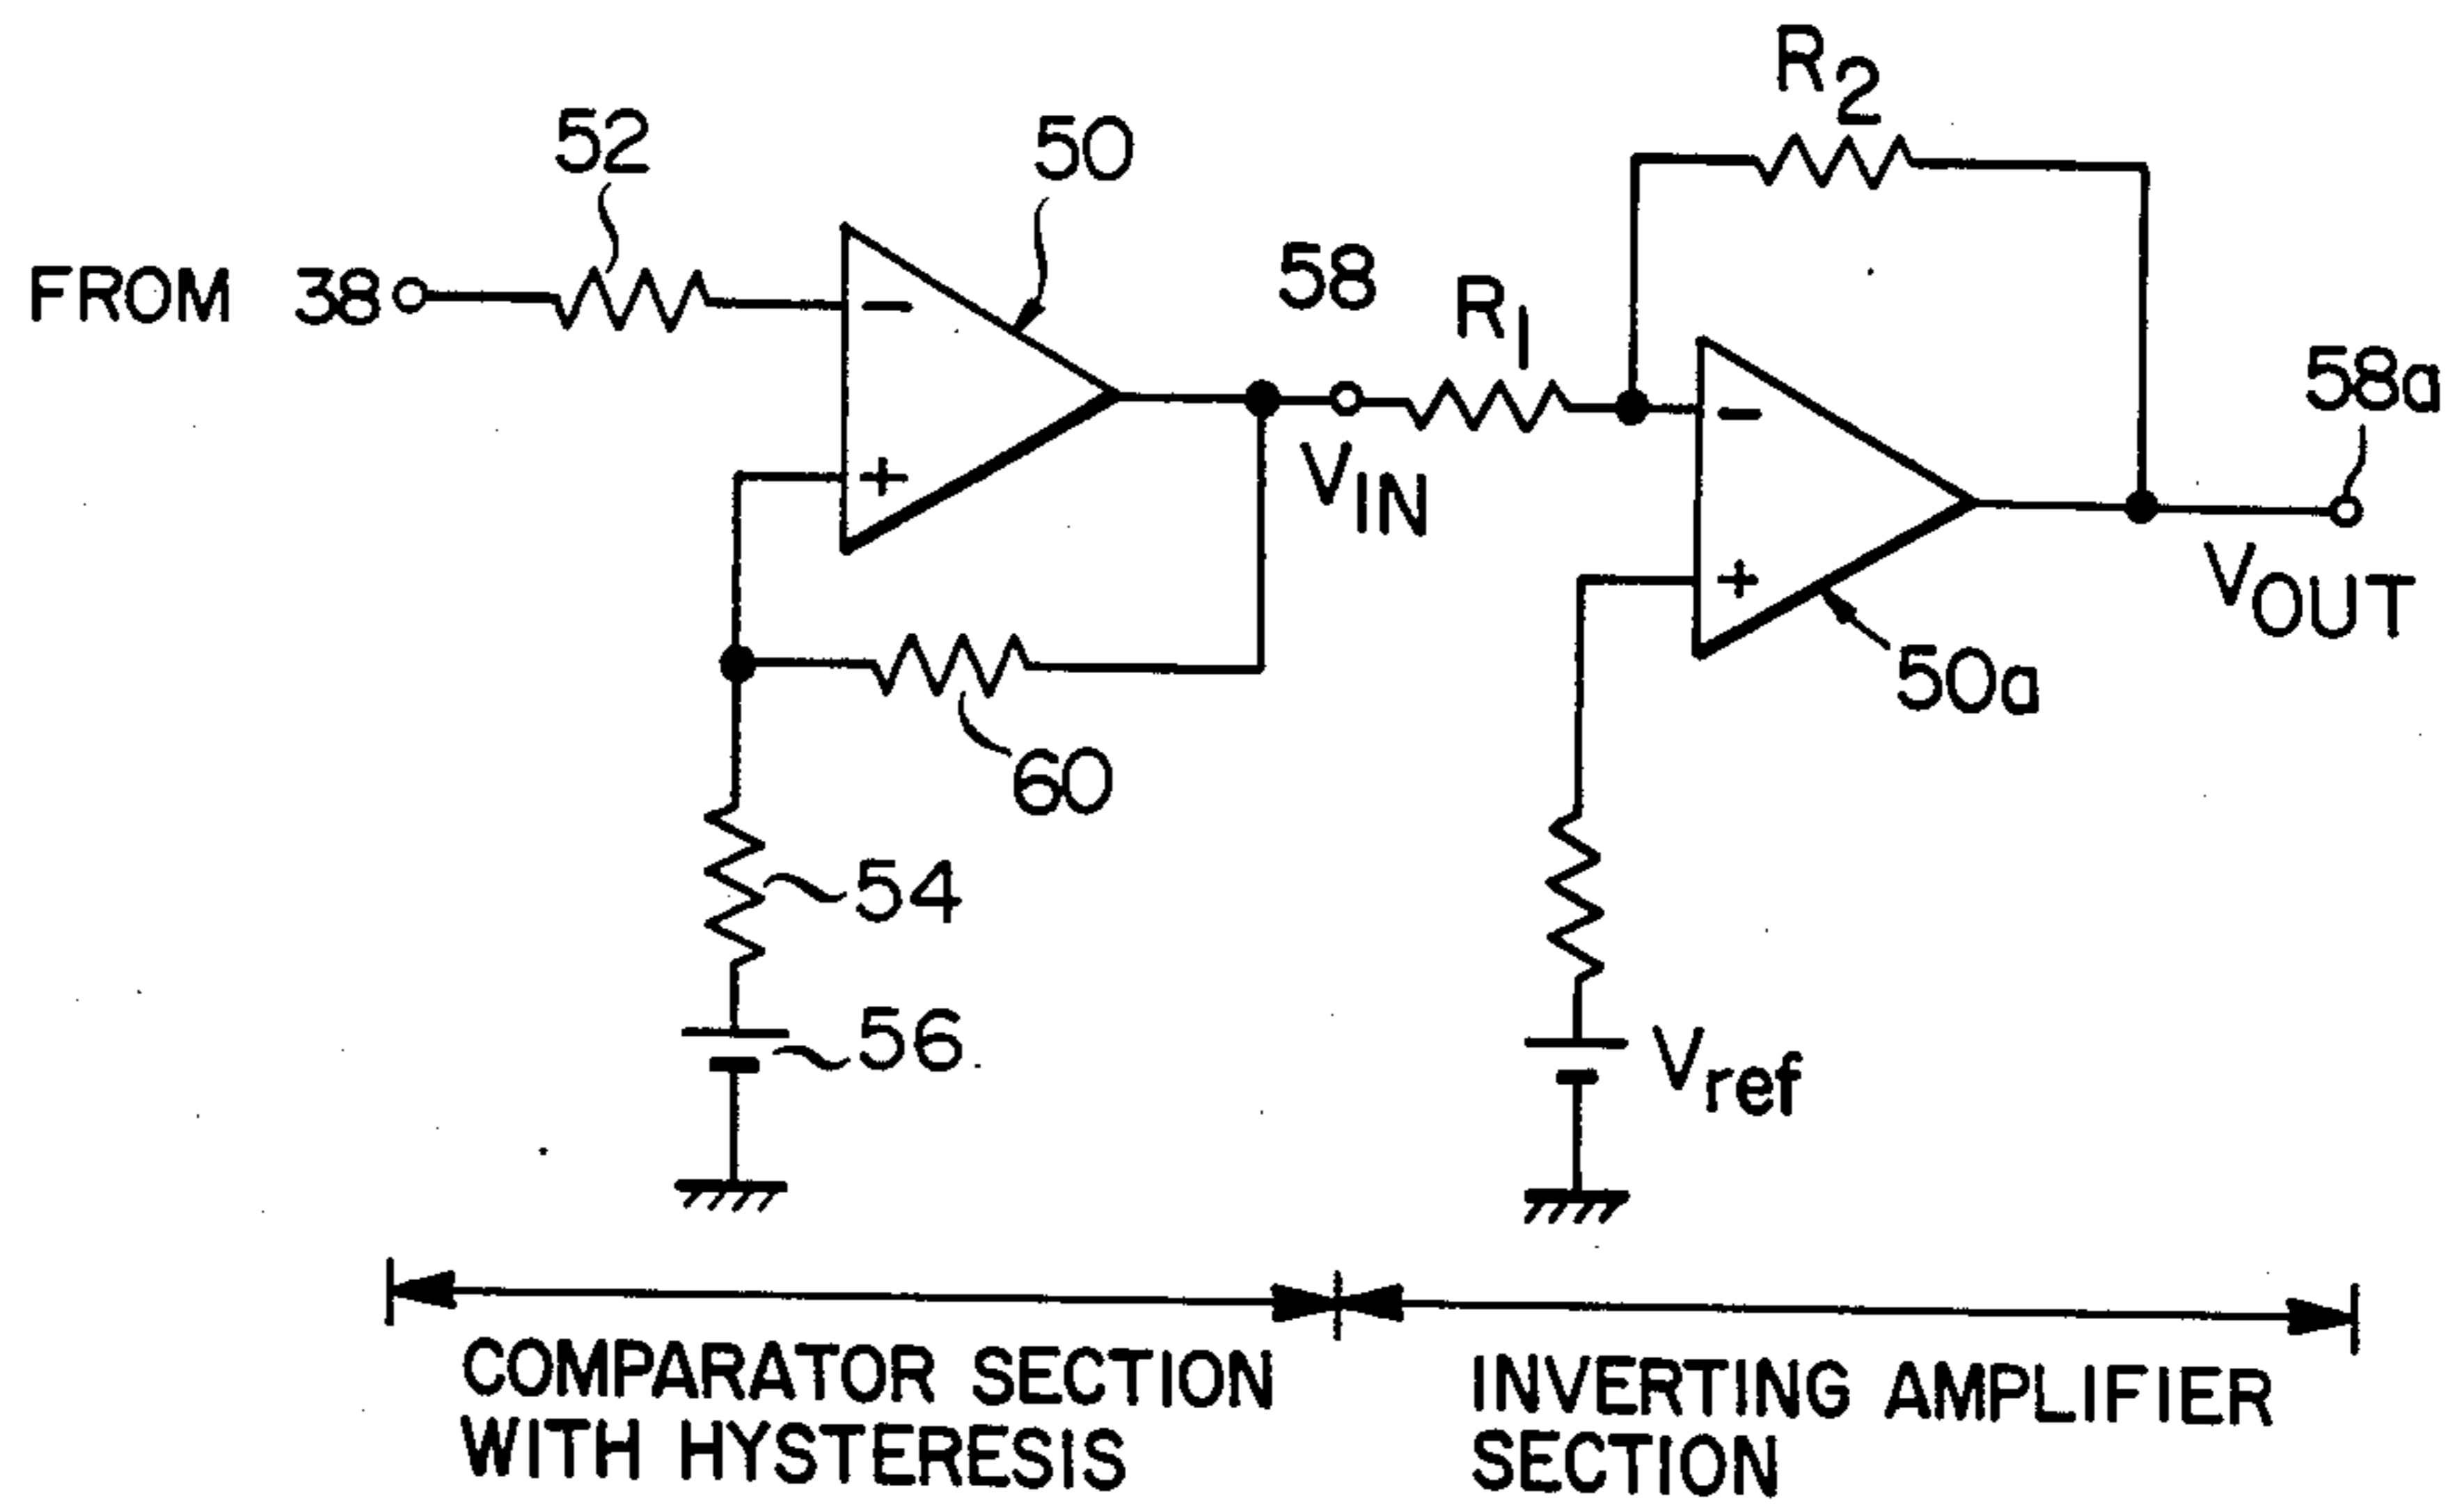 R2
52
50
FROM 38
58
R1
58a
−
−
VIN
+
+
VOUT
50a
60
54
56
Vref
COMPARATOR SECTION
WITH HYSTERESIS
INVERTING AMPLIFIER
SECTION